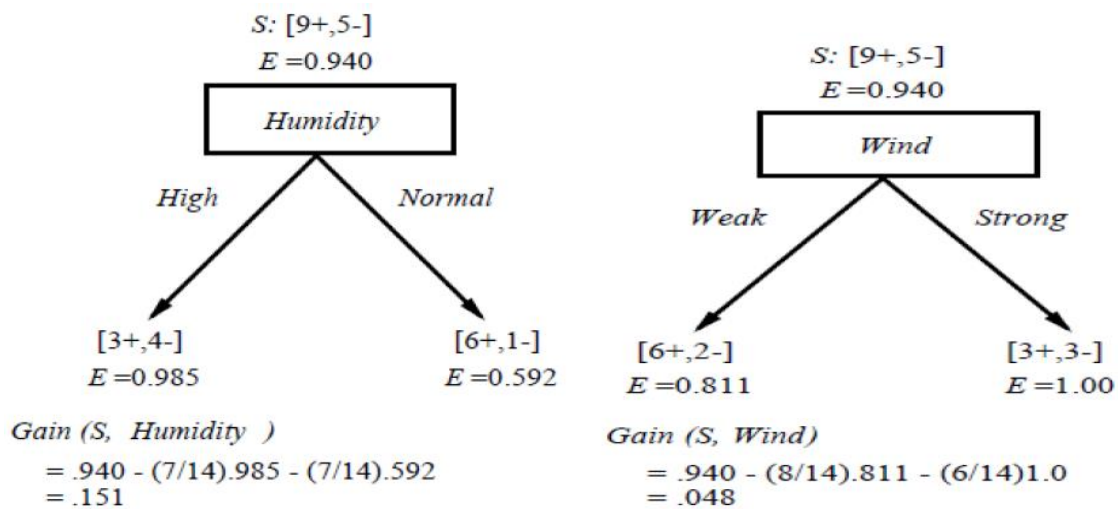 S: [9+,5-]
E =0.940
Humidity
High
Normal
[3+,4-]
E =0.985
[6+,1-]
E =0.592
Gain (S, Humidity )
= .940 - (7/14).985 - (7/14).592
= .151
S: [9+,5-]
E =0.940
Wind
Weak
Strong
[6+,2-]
E =0.811
[3+,3-]
E =1.00
Gain (S, Wind)
= .940 - (8/14).811 - (6/14)1.0
= .048